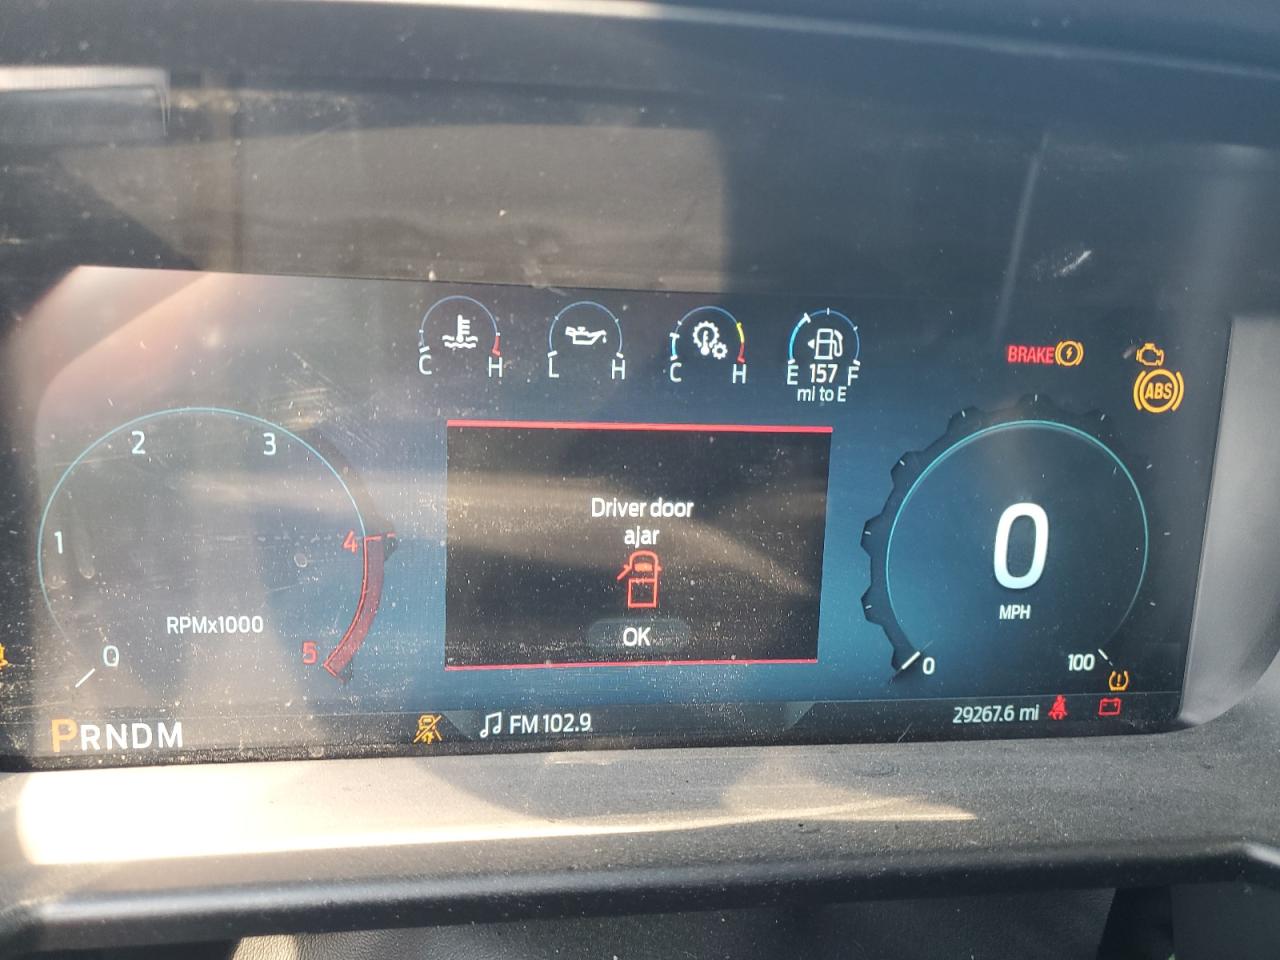 C H
L H
C H
E 157 F
mi to E
BRAKE
ABS
0 1 2 3 4 5
RPMx1000
Driver door
ajar
OK
0
MPH
0 100
PRNDM
FM 102.9
29267.6 mi